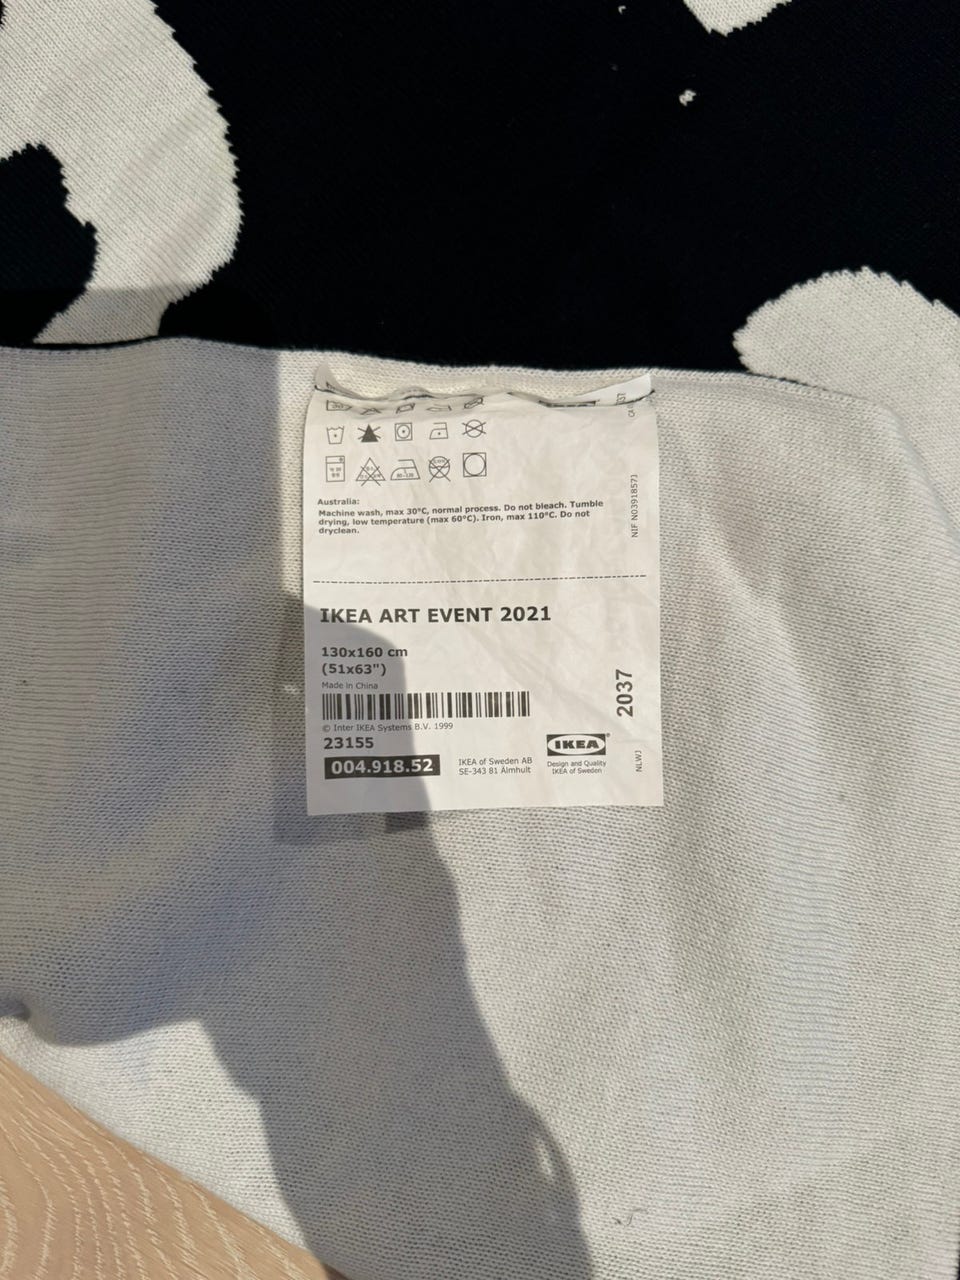 Australia:
Machine wash, max 30°C, normal process. Do not bleach. Tumble
drying, low temperature (max 60°C). Iron, max 110°C. Do not
dryclean.
NIF N0391857J
IKEA ART EVENT 2021
130x160 cm
(51x63")
Made in China
© Inter IKEA Systems B.V. 1999
23155
004.918.52
IKEA of Sweden AB
SE-343 81 Älmhult
IKEA®
Design and Quality
IKEA of Sweden
2037
NLWJ